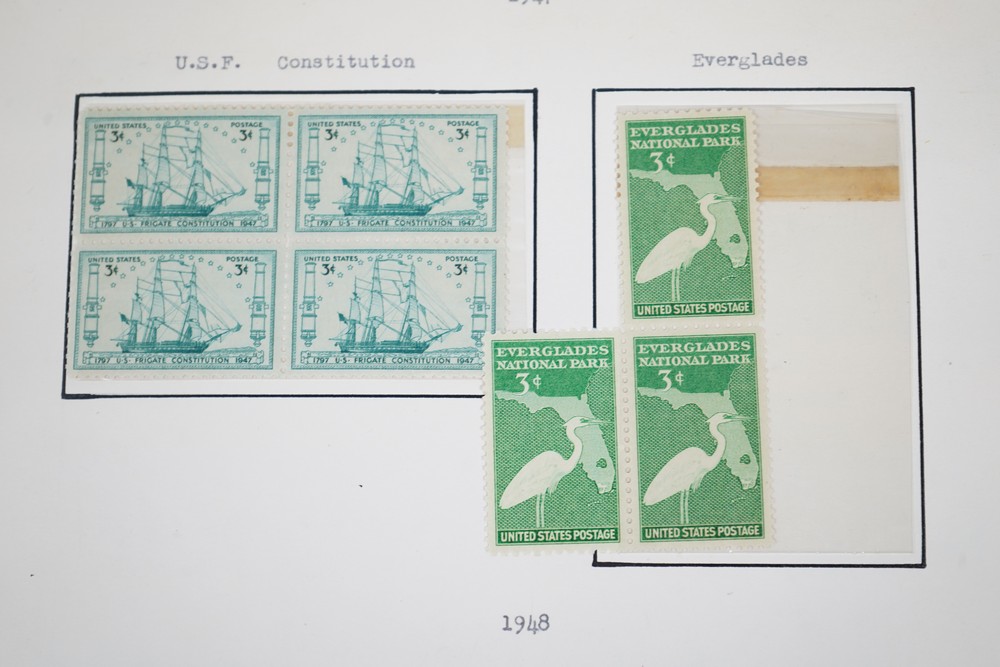 U.S.F. Constitution
Everglades
UNITED STATES POSTAGE
3¢ 3¢
1797 U·S· FRIGATE CONSTITUTION 1947
UNITED STATES POSTAGE
3¢ 3¢
1797 U·S· FRIGATE CONSTITUTION 1947
UNITED STATES POSTAGE
3¢ 3¢
1797 U·S· FRIGATE CONSTITUTION 1947
UNITED STATES POSTAGE
3¢ 3¢
1797 U·S· FRIGATE CONSTITUTION 1947
EVERGLADES
NATIONAL PARK
3¢
UNITED STATES POSTAGE
EVERGLADES
NATIONAL PARK
3¢
UNITED STATES POSTAGE
EVERGLADES
NATIONAL PARK
3¢
UNITED STATES POSTAGE
1948